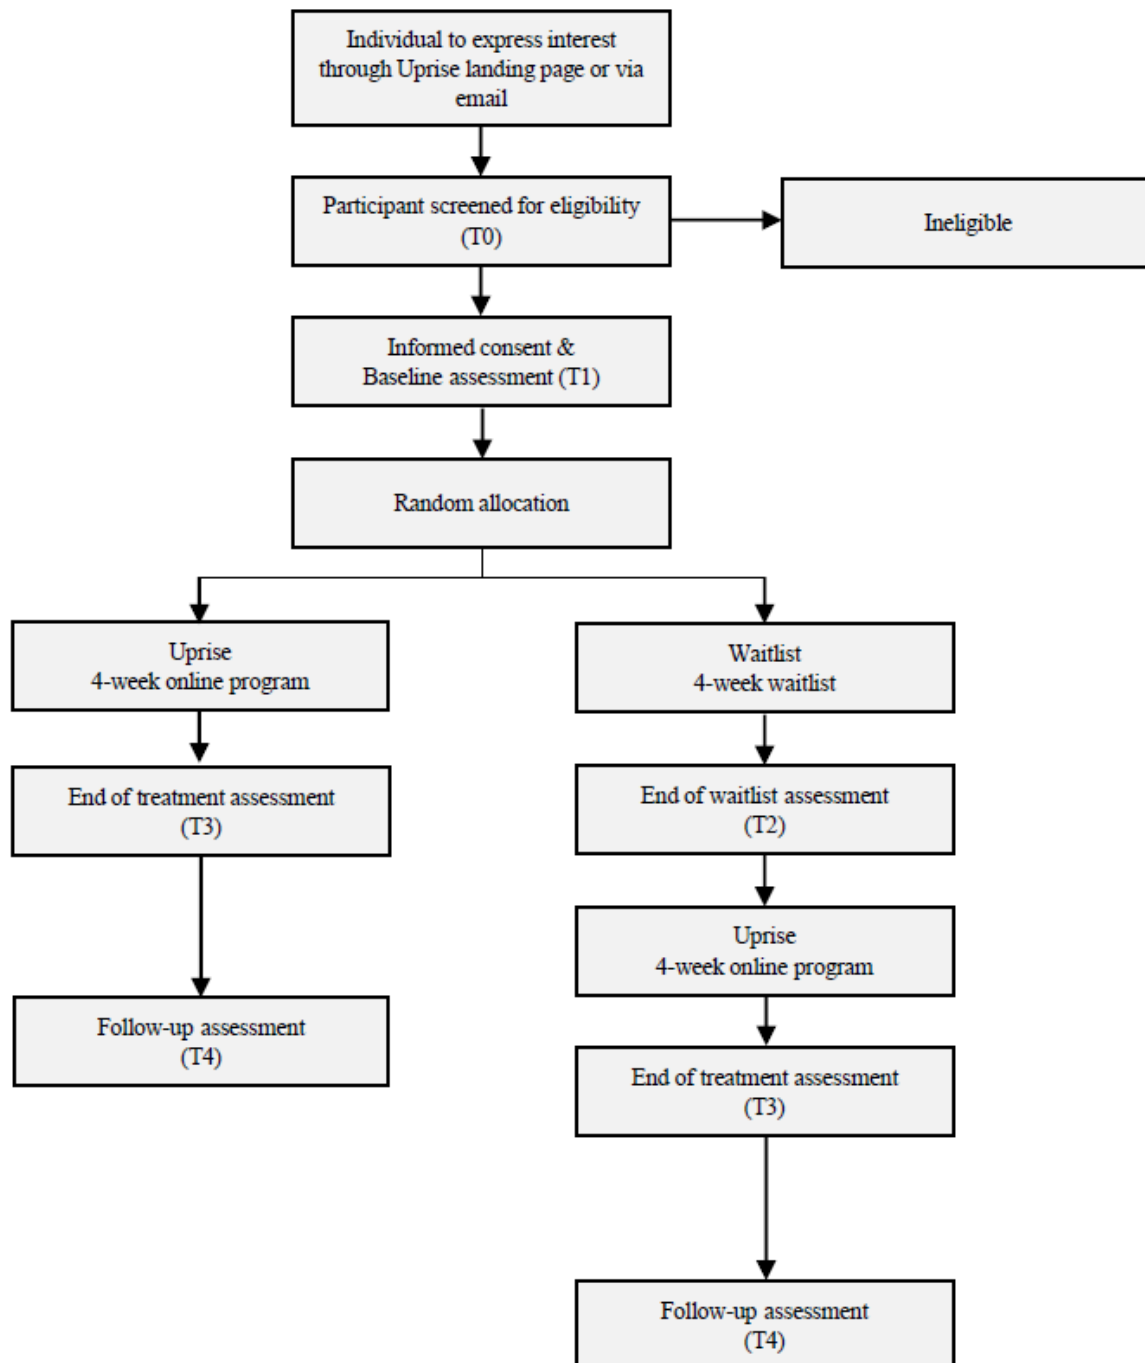 Individual to express interest
through Uprise landing page or via
email
Participant screened for eligibility
(T0)
Ineligible
Informed consent &
Baseline assessment (T1)
Random allocation
Uprise
4-week online program
Waitlist
4-week waitlist
End of treatment assessment
(T3)
End of waitlist assessment
(T2)
Uprise
4-week online program
Follow-up assessment
(T4)
End of treatment assessment
(T3)
Follow-up assessment
(T4)